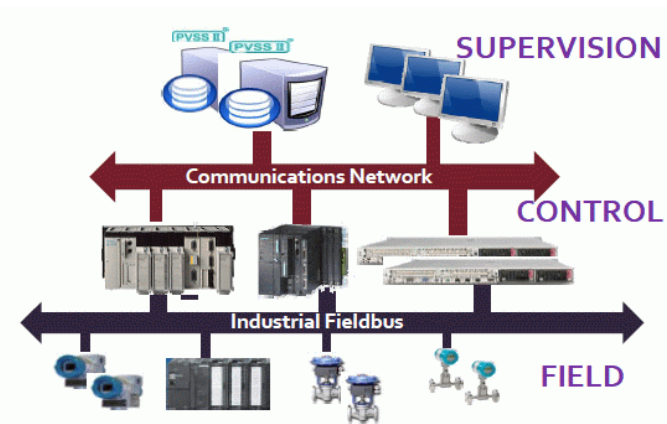 PVSS II
PVSS II
SUPERVISION
Communications Network
CONTROL
Industrial Fieldbus
FIELD